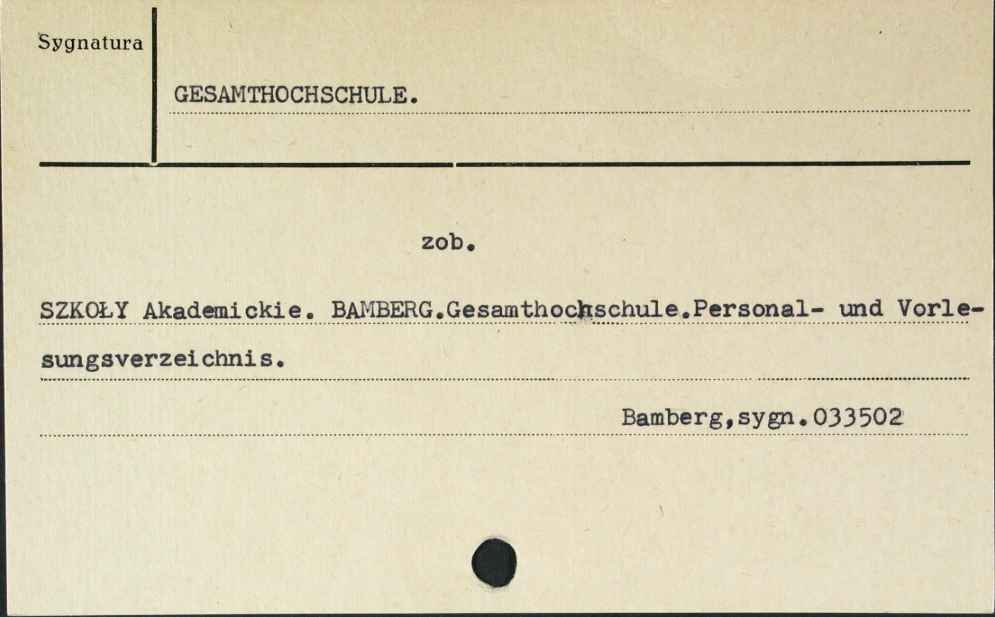 Sygnatura
GESAMTHOCHSCHULE.
zob.
SZKOŁY Akademickie. BAMBERG.Gesamthochschule.Personal- und Vorle-
sungsverzeichnis.
Bamberg,sygn.033502